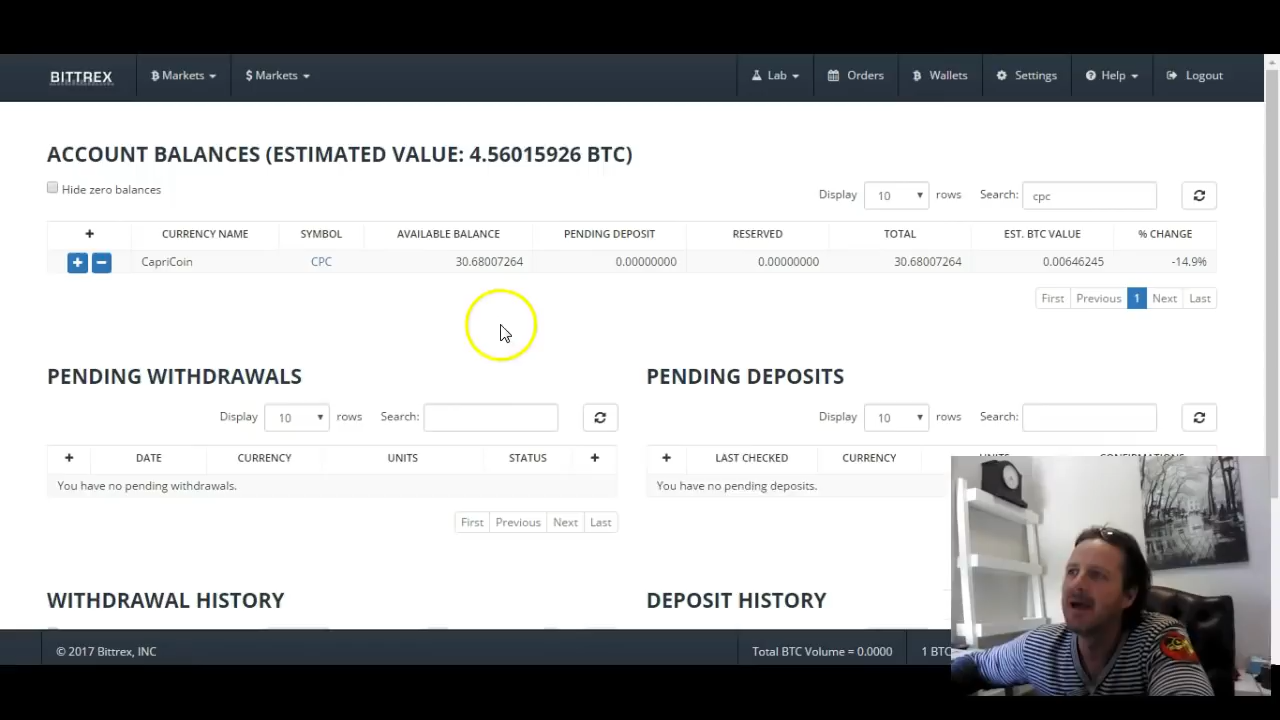 BITTREX Markets $ Markets Lab Orders Wallets Settings Help Logout
ACCOUNT BALANCES (ESTIMATED VALUE: 4.56015926 BTC)
Hide zero balances
Display 10 rows Search: cpc
+ CURRENCY NAME SYMBOL AVAILABLE BALANCE PENDING DEPOSIT RESERVED TOTAL EST. BTC VALUE % CHANGE
+ − CapriCoin CPC 30.68007264 0.00000000 0.00000000 30.68007264 0.00646245 -14.9%
First Previous 1 Next Last
PENDING WITHDRAWALS
Display 10 rows Search:
+ DATE CURRENCY UNITS STATUS +
You have no pending withdrawals.
First Previous Next Last
PENDING DEPOSITS
Display 10 rows Search:
+ LAST CHECKED CURRENCY
You have no pending deposits.
WITHDRAWAL HISTORY
DEPOSIT HISTORY
© 2017 Bittrex, INC
Total BTC Volume = 0.0000
1 BTC